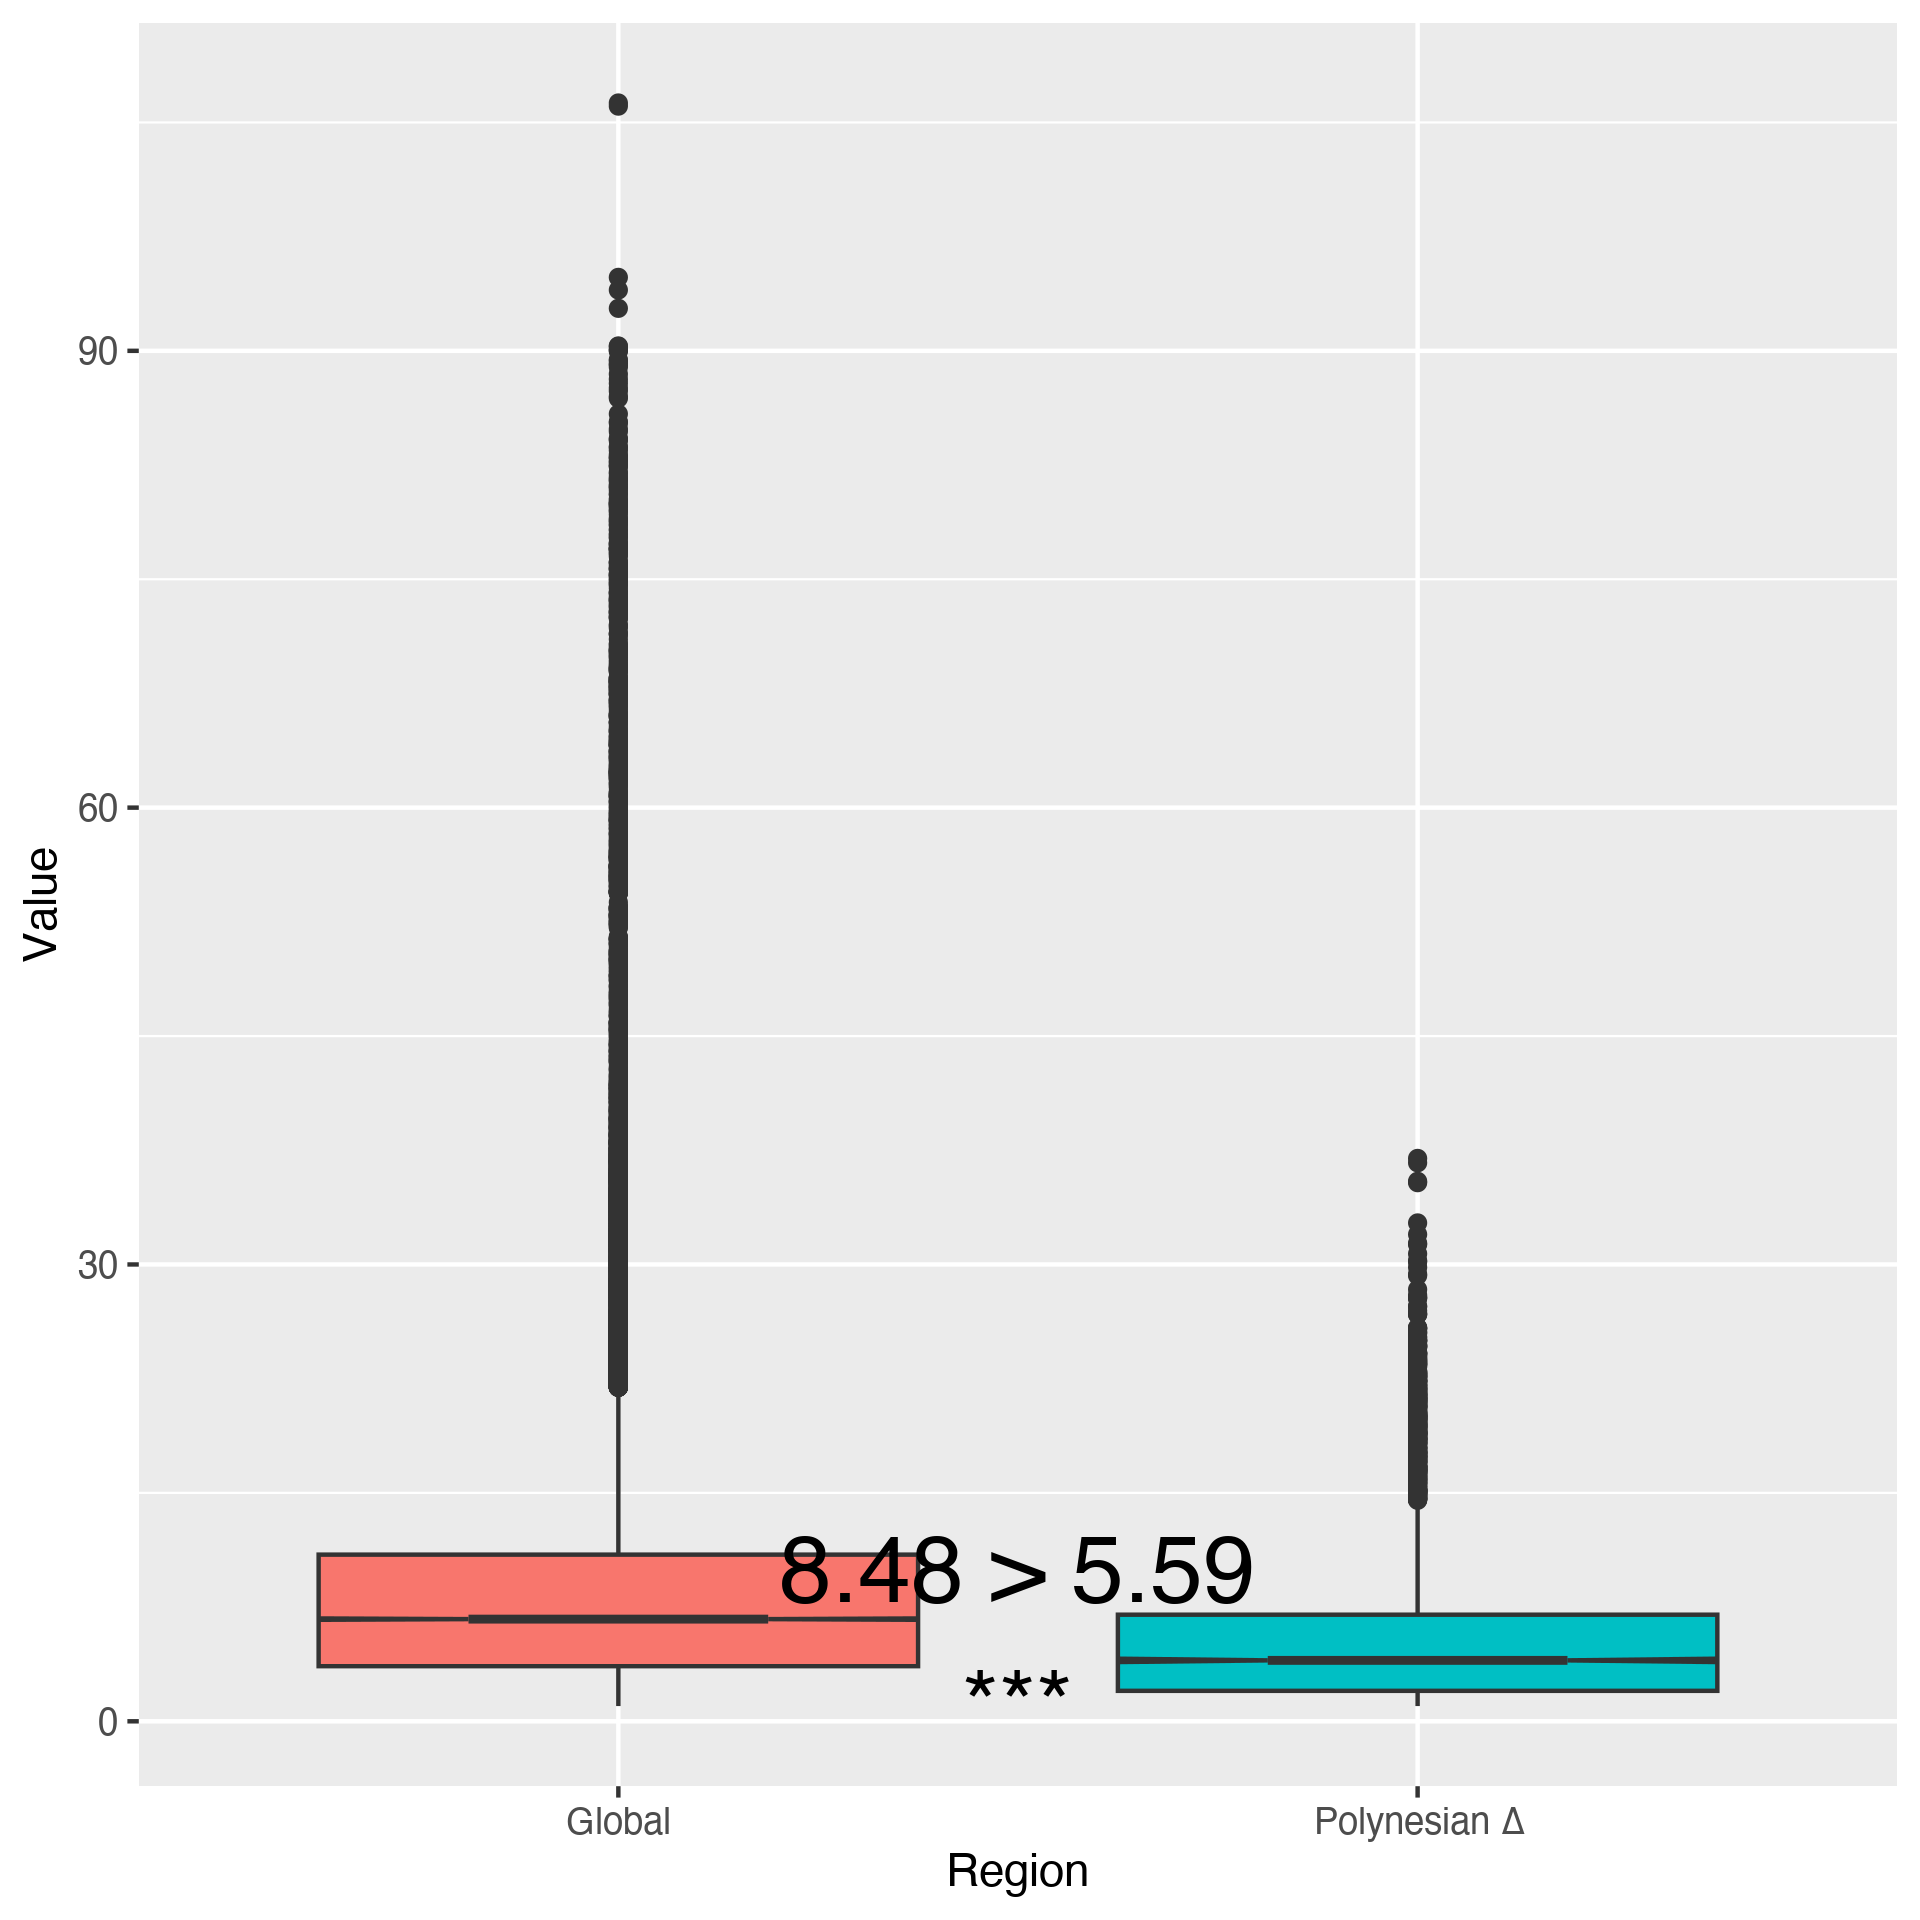 90
60
30
0
Value
8.48 > 5.59
***
Global
Polynesian Δ
Region